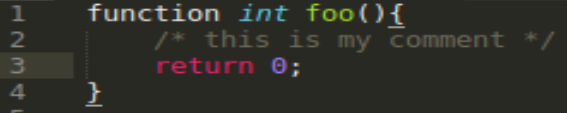 1 function int foo(){
2 /* this is my comment */
3 return 0;
4 }